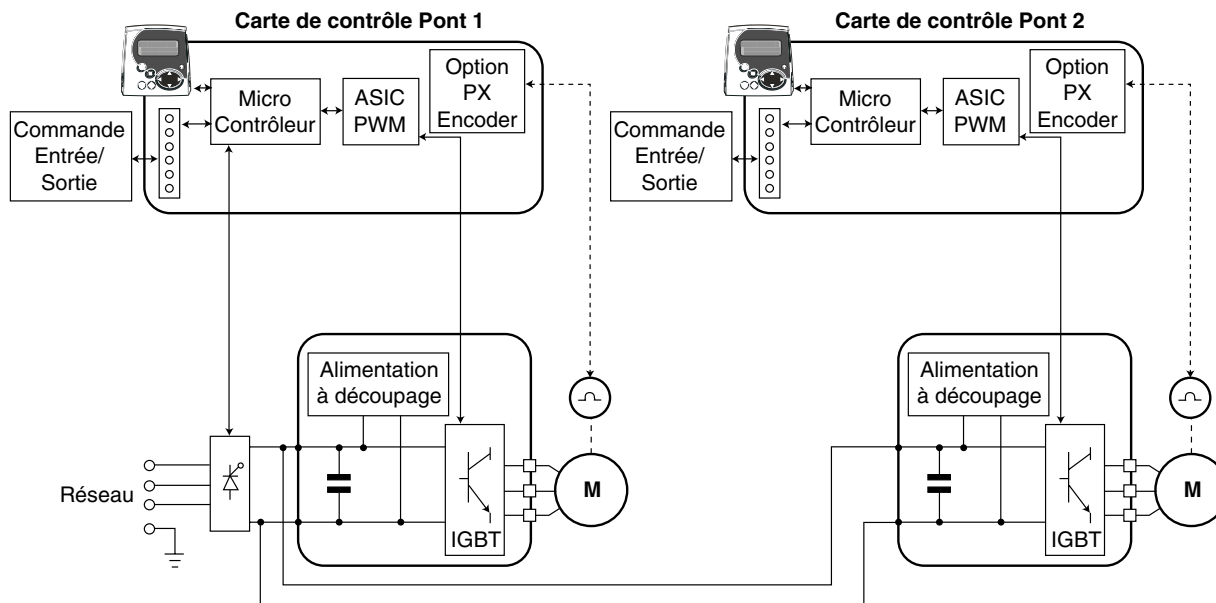 Carte de contrôle Pont 1
Carte de contrôle Pont 2
Commande
Entrée/
Sortie
Micro
Contrôleur
ASIC
PWM
Option
PX
Encoder
Commande
Entrée/
Sortie
Micro
Contrôleur
ASIC
PWM
Option
PX
Encoder
Alimentation
à découpage
Réseau
IGBT
M
Alimentation
à découpage
IGBT
M